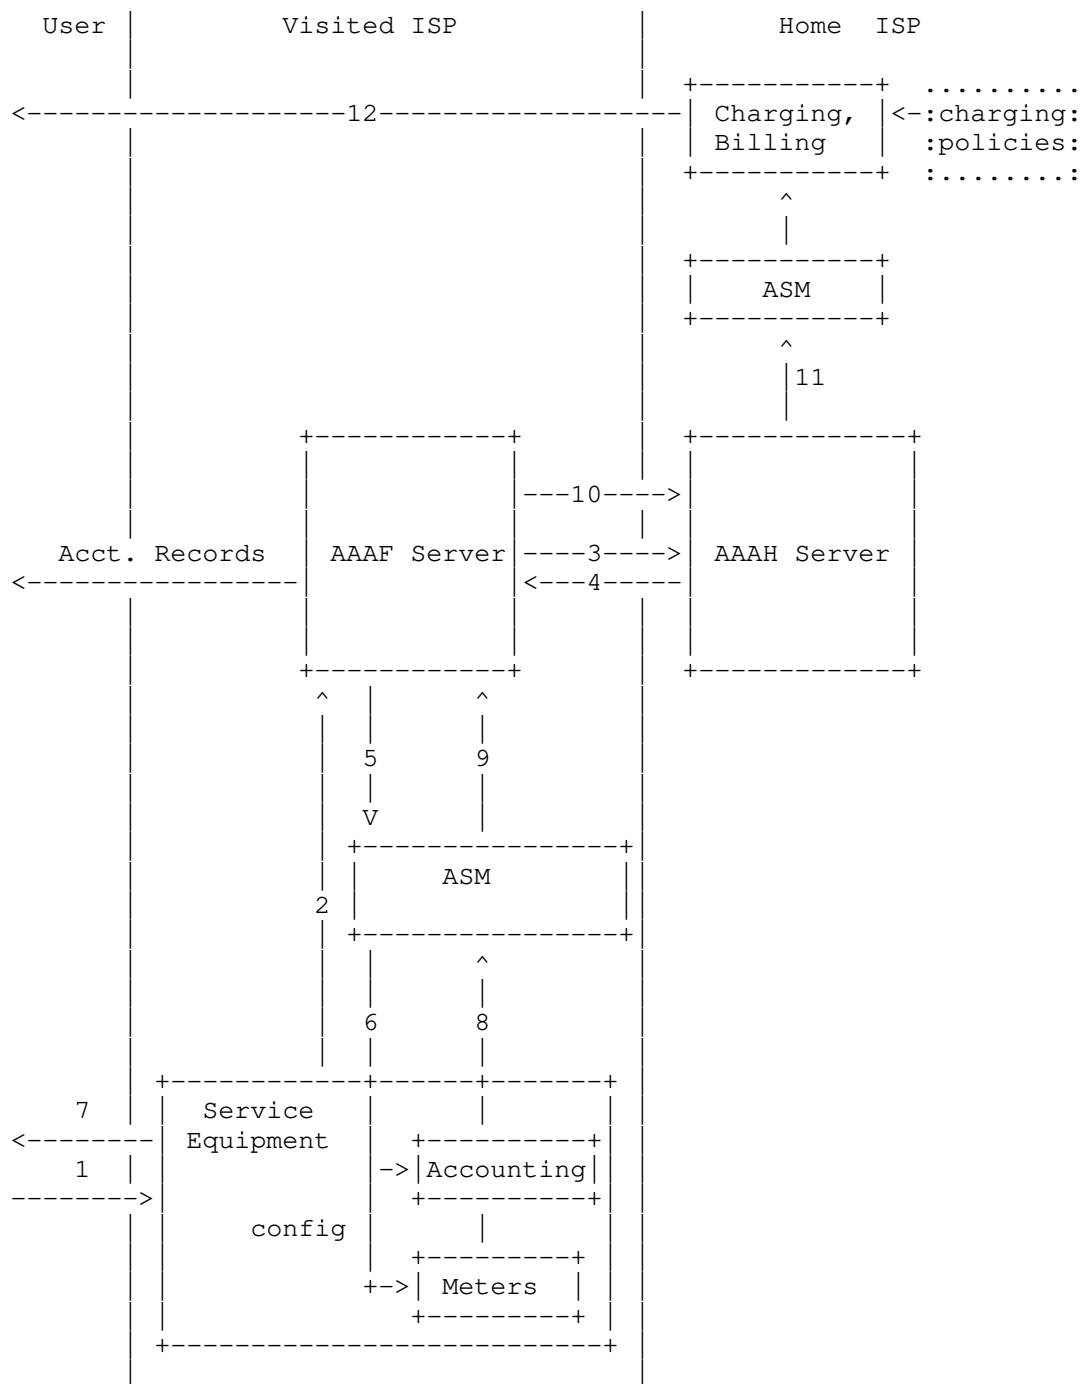 User Visited ISP Home ISP
12 Charging, charging
Billing policies
ASM
11
10
Acct. Records AAAF Server 3 AAAH Server
4
5 9
ASM
2
6 8
7 Service
Equipment
1 Accounting
config
Meters